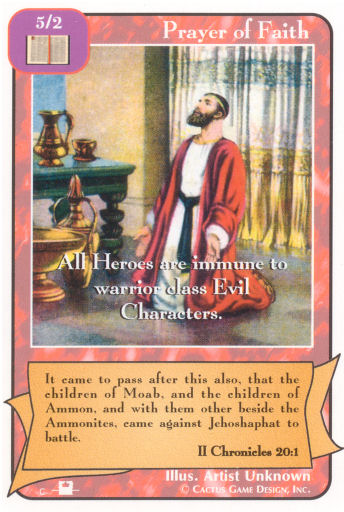 5/2
Prayer of Faith
All Heroes are immune to
warrior class Evil
Characters.
It came to pass after this also, that the
children of Moab, and the children of
Ammon, and with them other beside the
Ammonites, came against Jehoshaphat to
battle.
II Chronicles 20:1
Illus. Artist Unknown
C © Cactus Game Design, Inc.